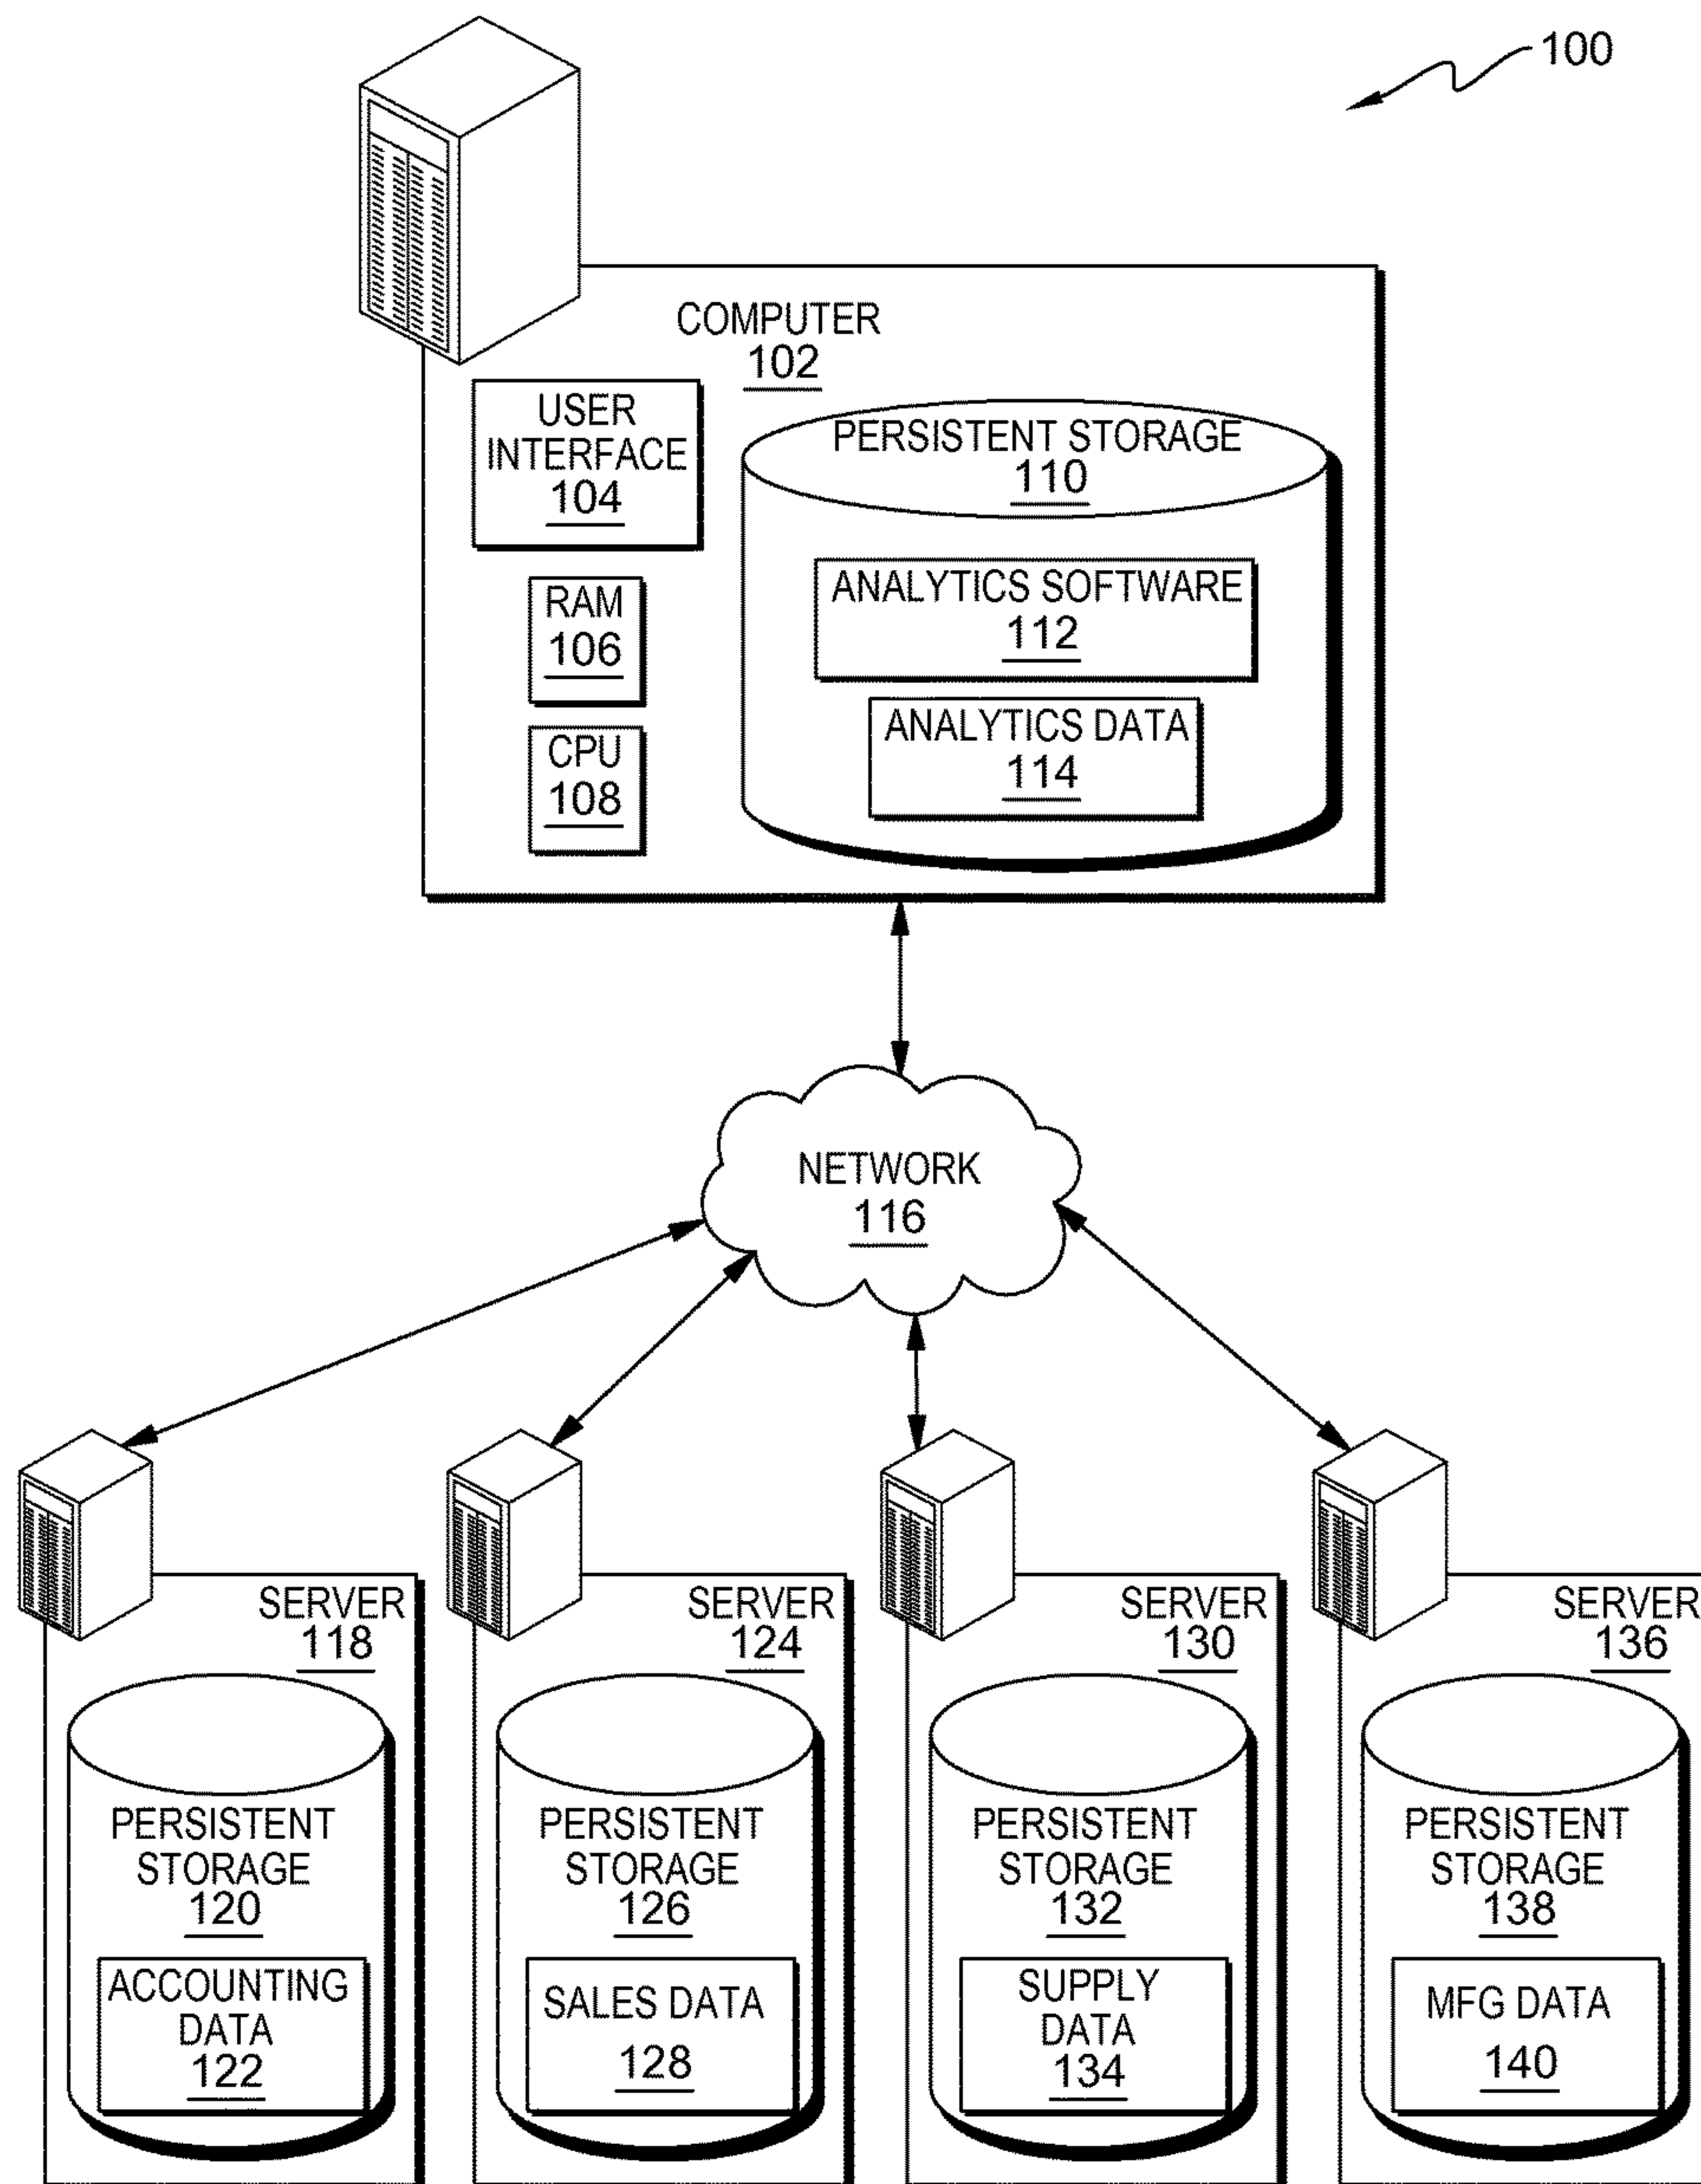 100
COMPUTER
102
USER
INTERFACE
104
RAM
106
CPU
108
PERSISTENT STORAGE
110
ANALYTICS SOFTWARE
112
ANALYTICS DATA
114
NETWORK
116
SERVER
118
PERSISTENT
STORAGE
120
ACCOUNTING
DATA
122
SERVER
124
PERSISTENT
STORAGE
126
SALES DATA
128
SERVER
130
PERSISTENT
STORAGE
132
SUPPLY
DATA
134
SERVER
136
PERSISTENT
STORAGE
138
MFG DATA
140